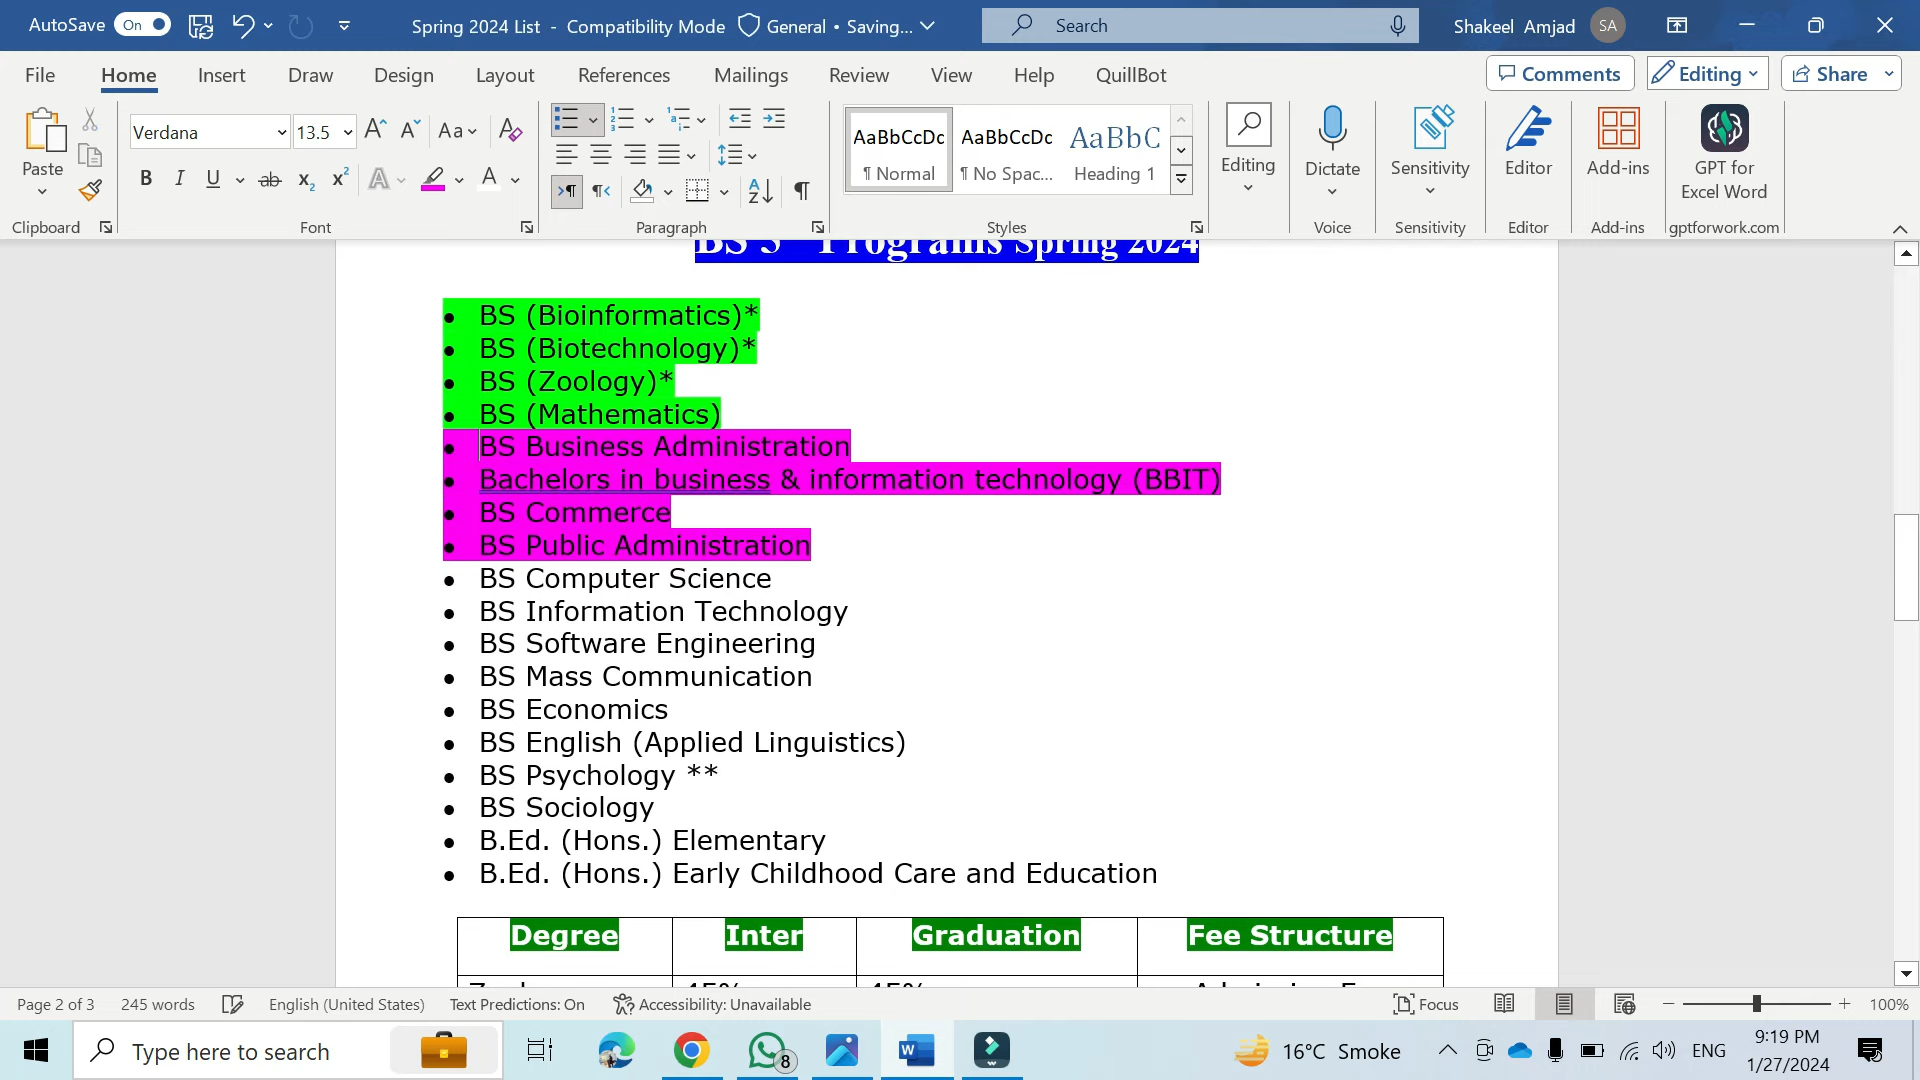 AutoSave On
Spring 2024 List - Compatibility Mode General • Saving...
Search
Shakeel Amjad SA
File Home Insert Draw Design Layout References Mailings Review View Help QuillBot
Comments Editing Share
Paste
Verdana 13.5
Aa
B I U ab x2 x2 A A
AaBbCcDc AaBbCcDc AaBbC
¶ Normal ¶ No Spac... Heading 1
Editing
Dictate
Sensitivity
Editor
Add-ins
GPT for
Excel Word
Clipboard Font Paragraph Styles Voice Sensitivity Editor Add-ins gptforwork.com
Programs Spring 2024
• BS (Bioinformatics)*
• BS (Biotechnology)*
• BS (Zoology)*
• BS (Mathematics)
• BS Business Administration
• Bachelors in business & information technology (BBIT)
• BS Commerce
• BS Public Administration
• BS Computer Science
• BS Information Technology
• BS Software Engineering
• BS Mass Communication
• BS Economics
• BS English (Applied Linguistics)
• BS Psychology **
• BS Sociology
• B.Ed. (Hons.) Elementary
• B.Ed. (Hons.) Early Childhood Care and Education
Degree Inter Graduation Fee Structure
Page 2 of 3 245 words English (United States) Text Predictions: On Accessibility: Unavailable Focus 100%
Type here to search
8
16°C Smoke
ENG
9:19 PM
1/27/2024